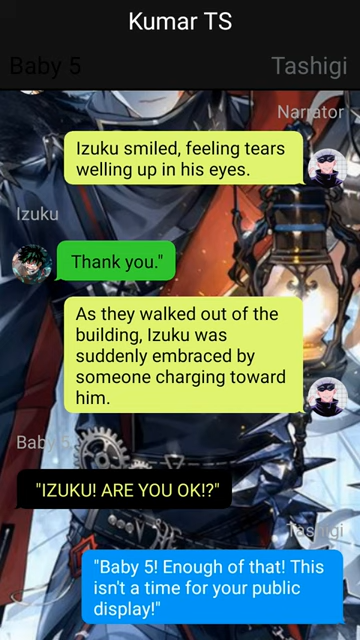 Kumar TS
Baby 5
Tashigi
Narrator
Izuku smiled, feeling tears
welling up in his eyes.
Izuku
Thank you."
As they walked out of the
building, Izuku was
suddenly embraced by
someone charging toward
him.
Baby 5
"IZUKU! ARE YOU OK!?"
Tashigi
"Baby 5! Enough of that! This
isn't a time for your public
display!"